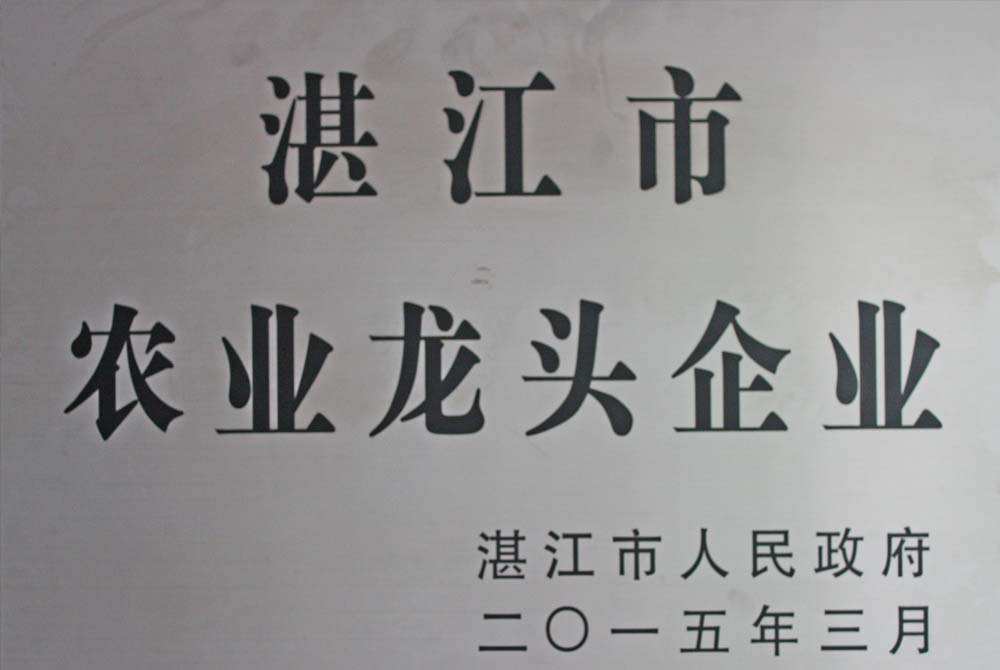 湛江市
农业龙头企业
湛江市人民政府
二〇一五年三月